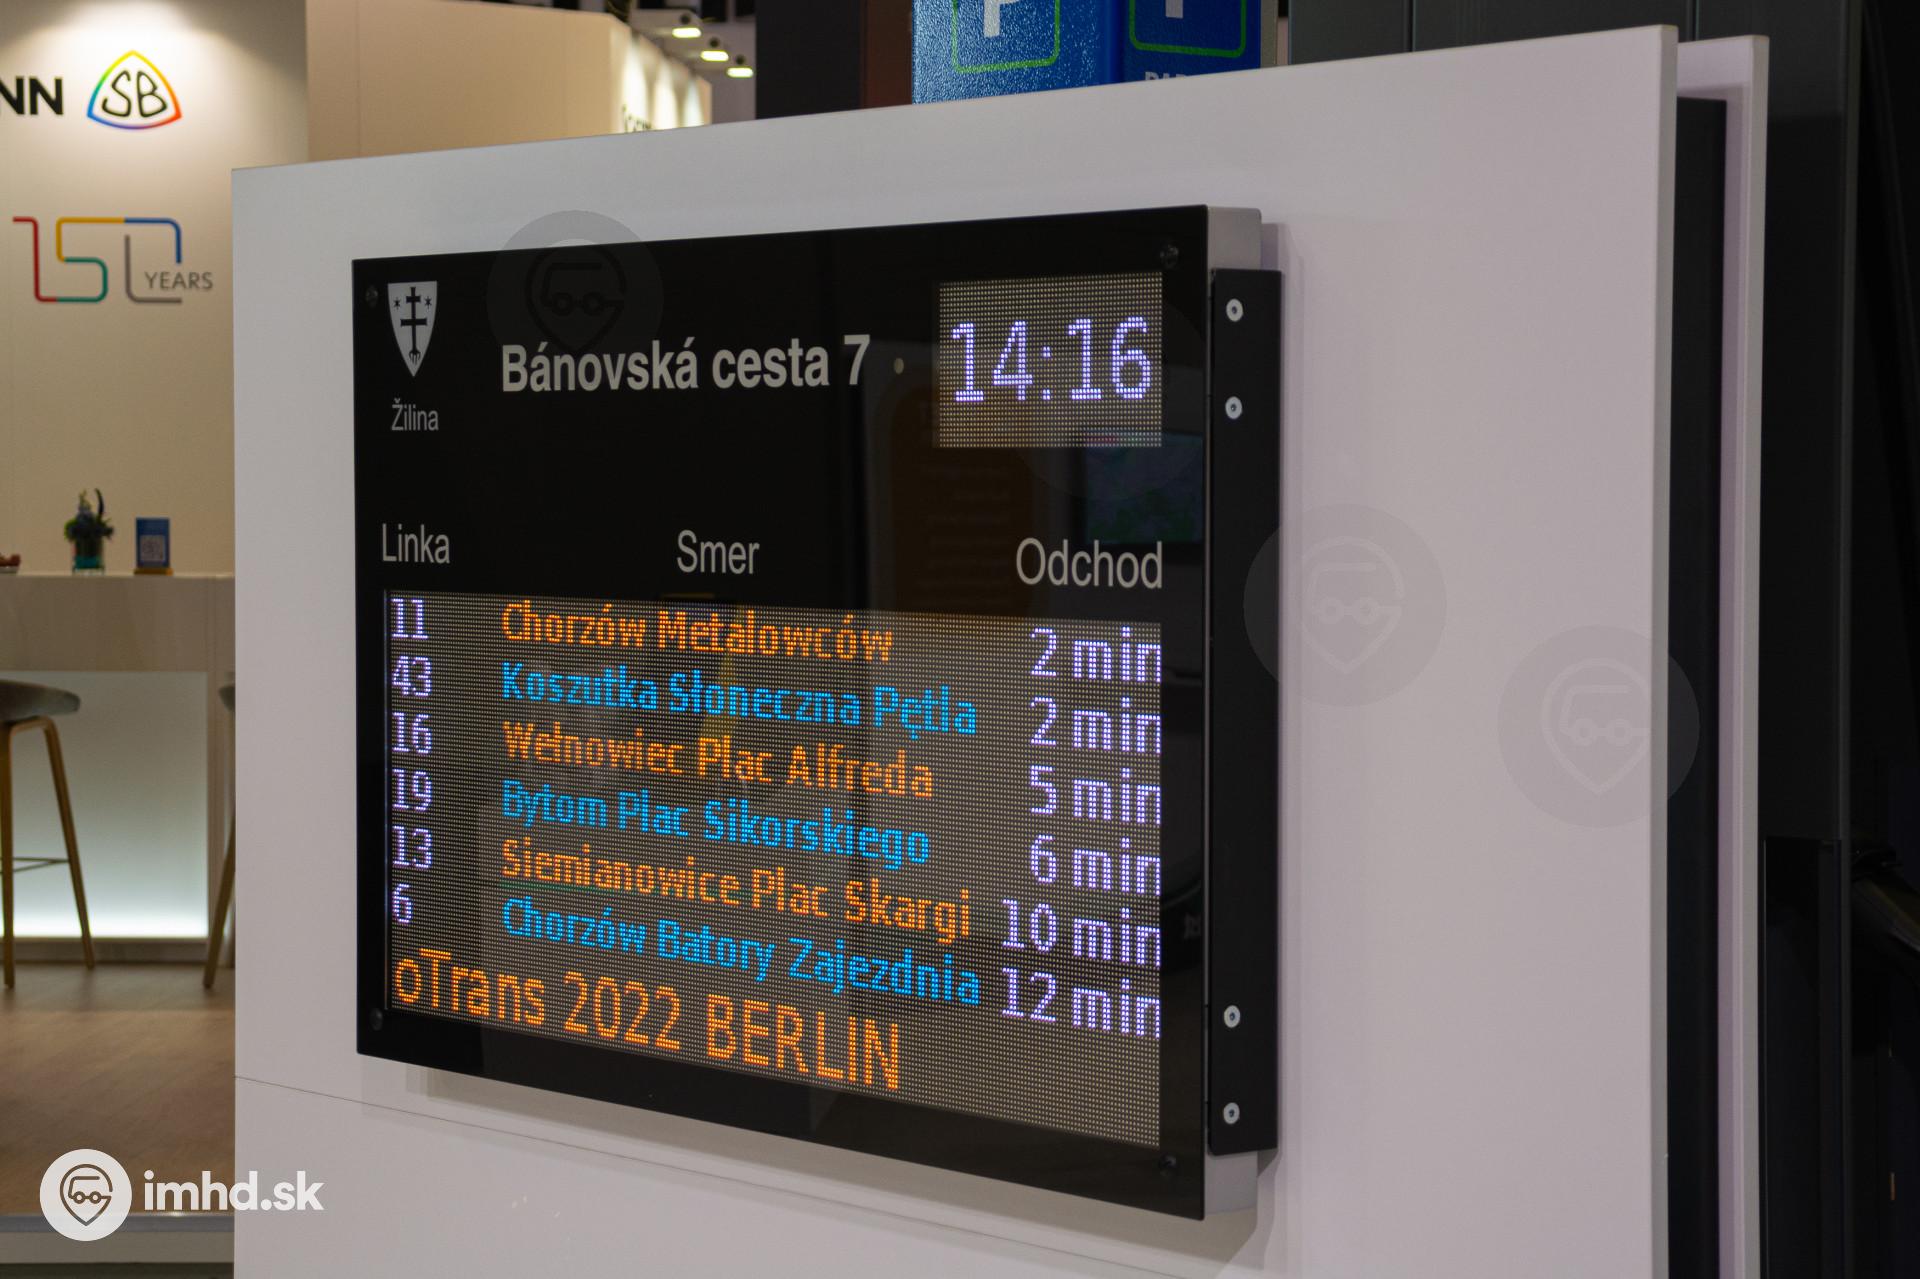 NN SB
150 YEARS
P P
Žilina
Bánovská cesta 7
14:16
Linka Smer Odchod
11 Chorzów Metalowców 2 min
43 Koszutka Słoneczna Pętla 2 min
16 Wełnowiec Plac Alfreda 5 min
19 Bytom Plac Sikorskiego 6 min
13 Siemianowice Plac Skargi 10 min
6 Chorzów Batory Zajezdnia 12 min
oTrans 2022 BERLIN
imhd.sk